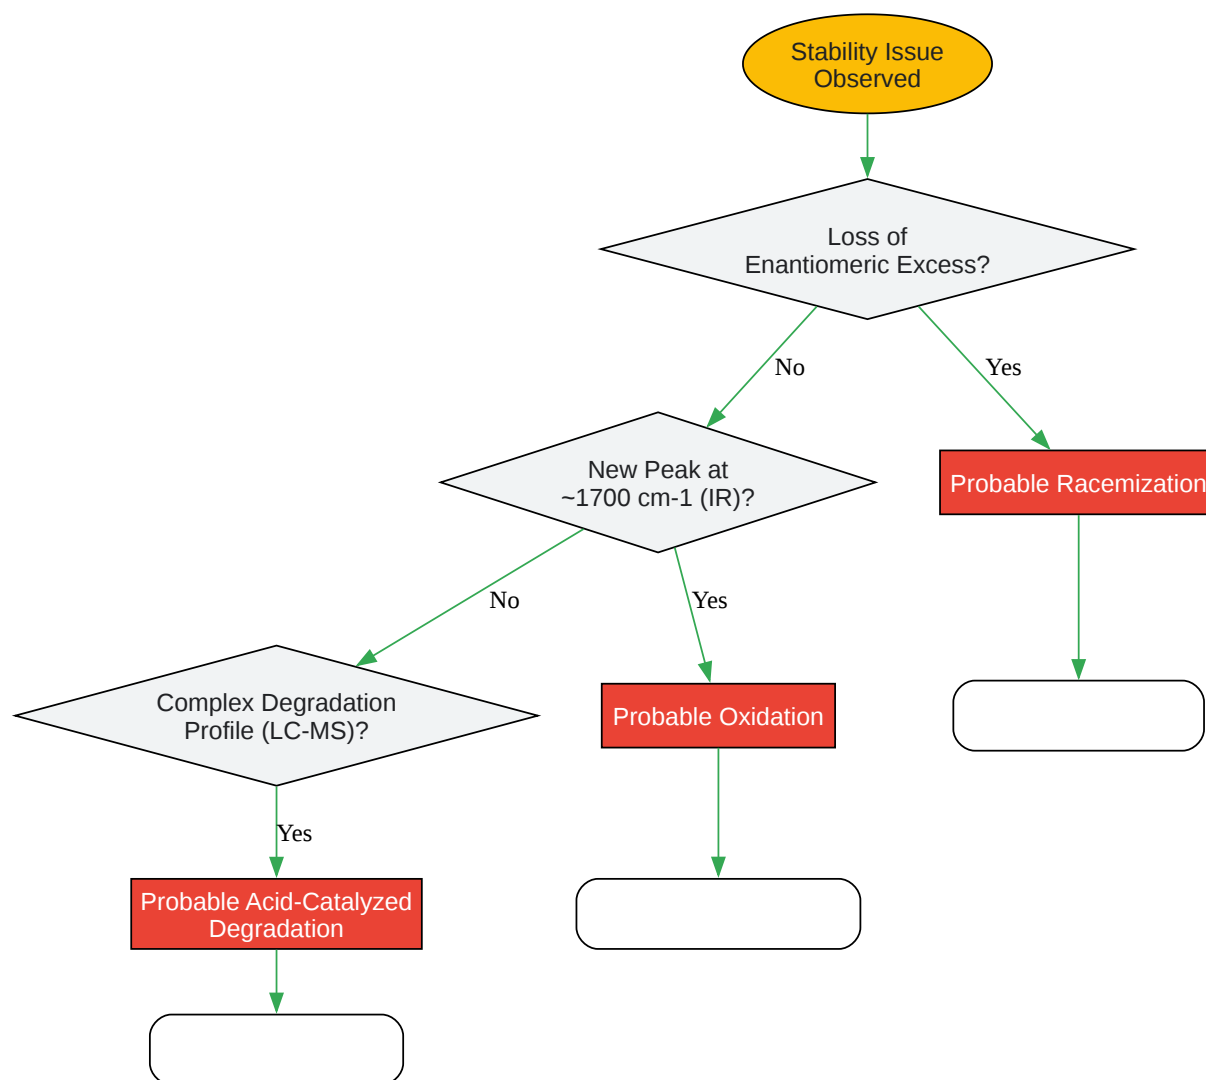 Stability Issue
Observed
Loss of
Enantiomeric Excess?
No
Yes
New Peak at
~1700 cm-1 (IR)?
Probable Racemization
No
Yes
Complex Degradation
Profile (LC-MS)?
Probable Oxidation
Yes
Probable Acid-Catalyzed
Degradation